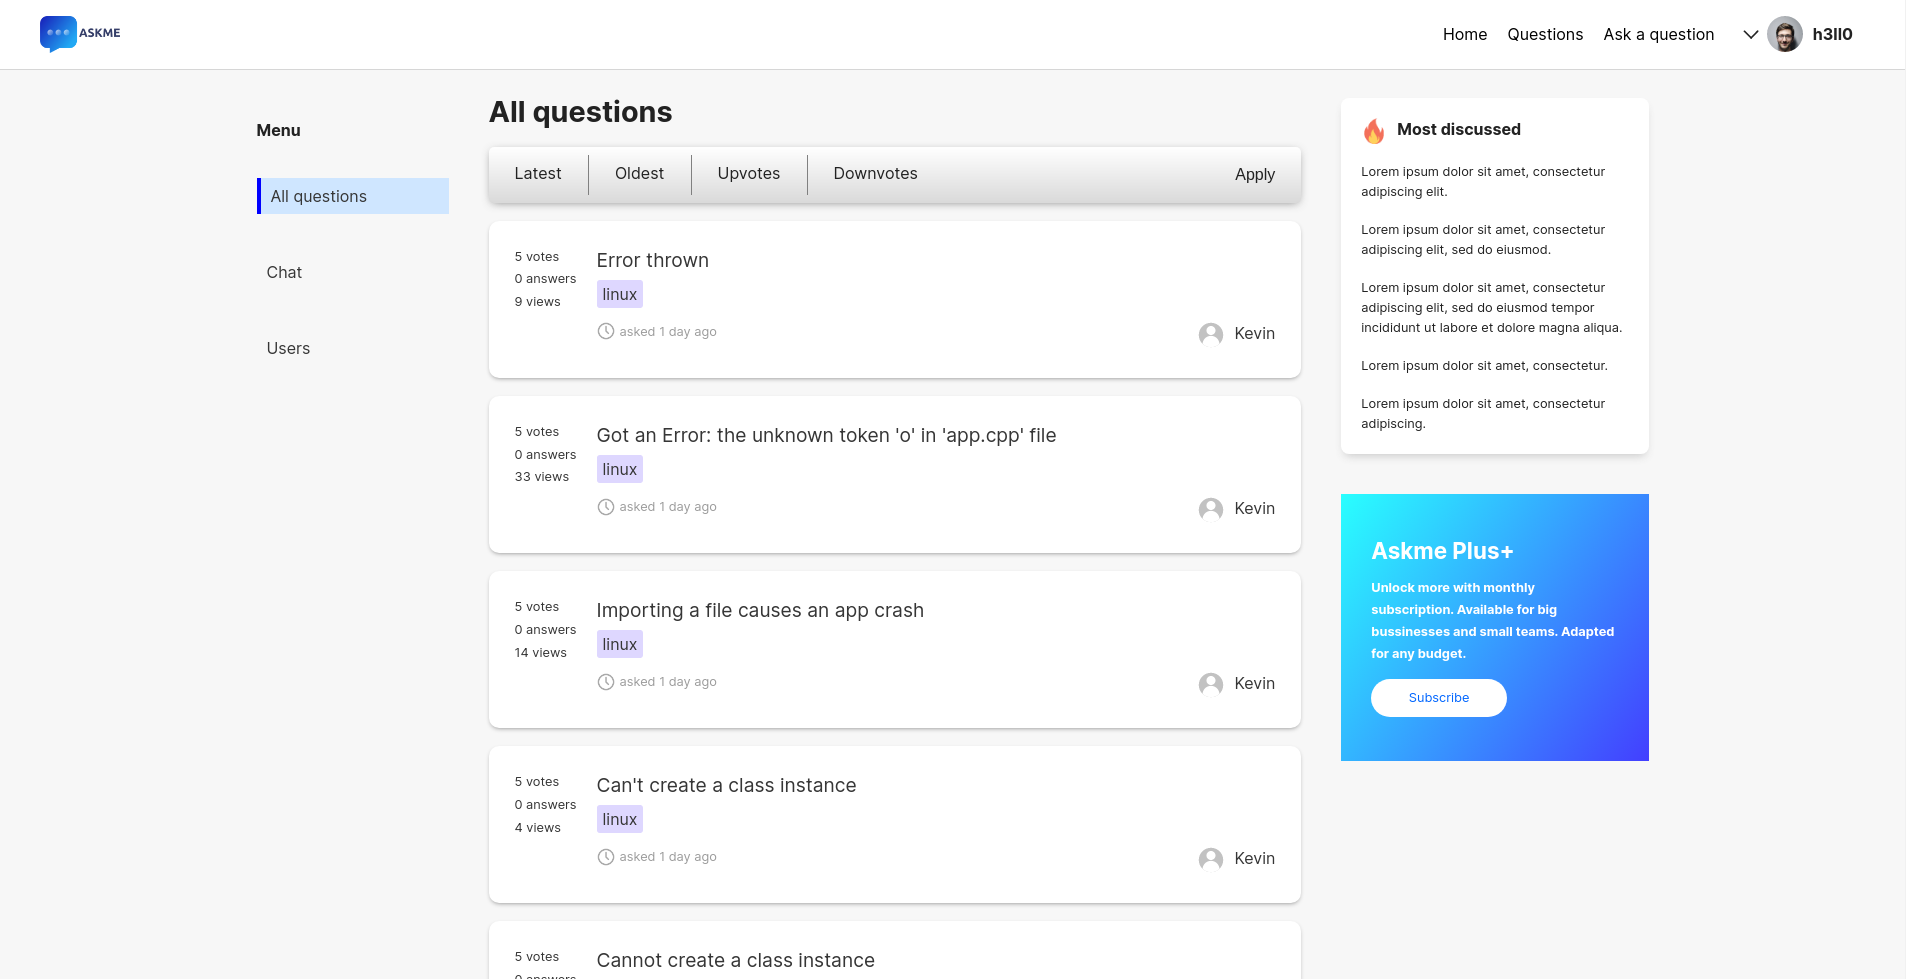 ASKME
Home Questions Ask a question h3ll0
Menu
All questions
Chat
Users
All questions
Latest Oldest Upvotes Downvotes Apply
5 votes
0 answers
9 views
Error thrown
linux
asked 1 day ago
Kevin
5 votes
0 answers
33 views
Got an Error: the unknown token 'o' in 'app.cpp' file
linux
asked 1 day ago
Kevin
5 votes
0 answers
14 views
Importing a file causes an app crash
linux
asked 1 day ago
Kevin
5 votes
0 answers
4 views
Can't create a class instance
linux
asked 1 day ago
Kevin
5 votes
0 answers
Cannot create a class instance
Most discussed
Lorem ipsum dolor sit amet, consectetur
adipiscing elit.
Lorem ipsum dolor sit amet, consectetur
adipiscing elit, sed do eiusmod.
Lorem ipsum dolor sit amet, consectetur
adipiscing elit, sed do eiusmod tempor
incididunt ut labore et dolore magna aliqua.
Lorem ipsum dolor sit amet, consectetur.
Lorem ipsum dolor sit amet, consectetur
adipiscing.
Askme Plus+
Unlock more with monthly
subscription. Available for big
bussinesses and small teams. Adapted
for any budget.
Subscribe